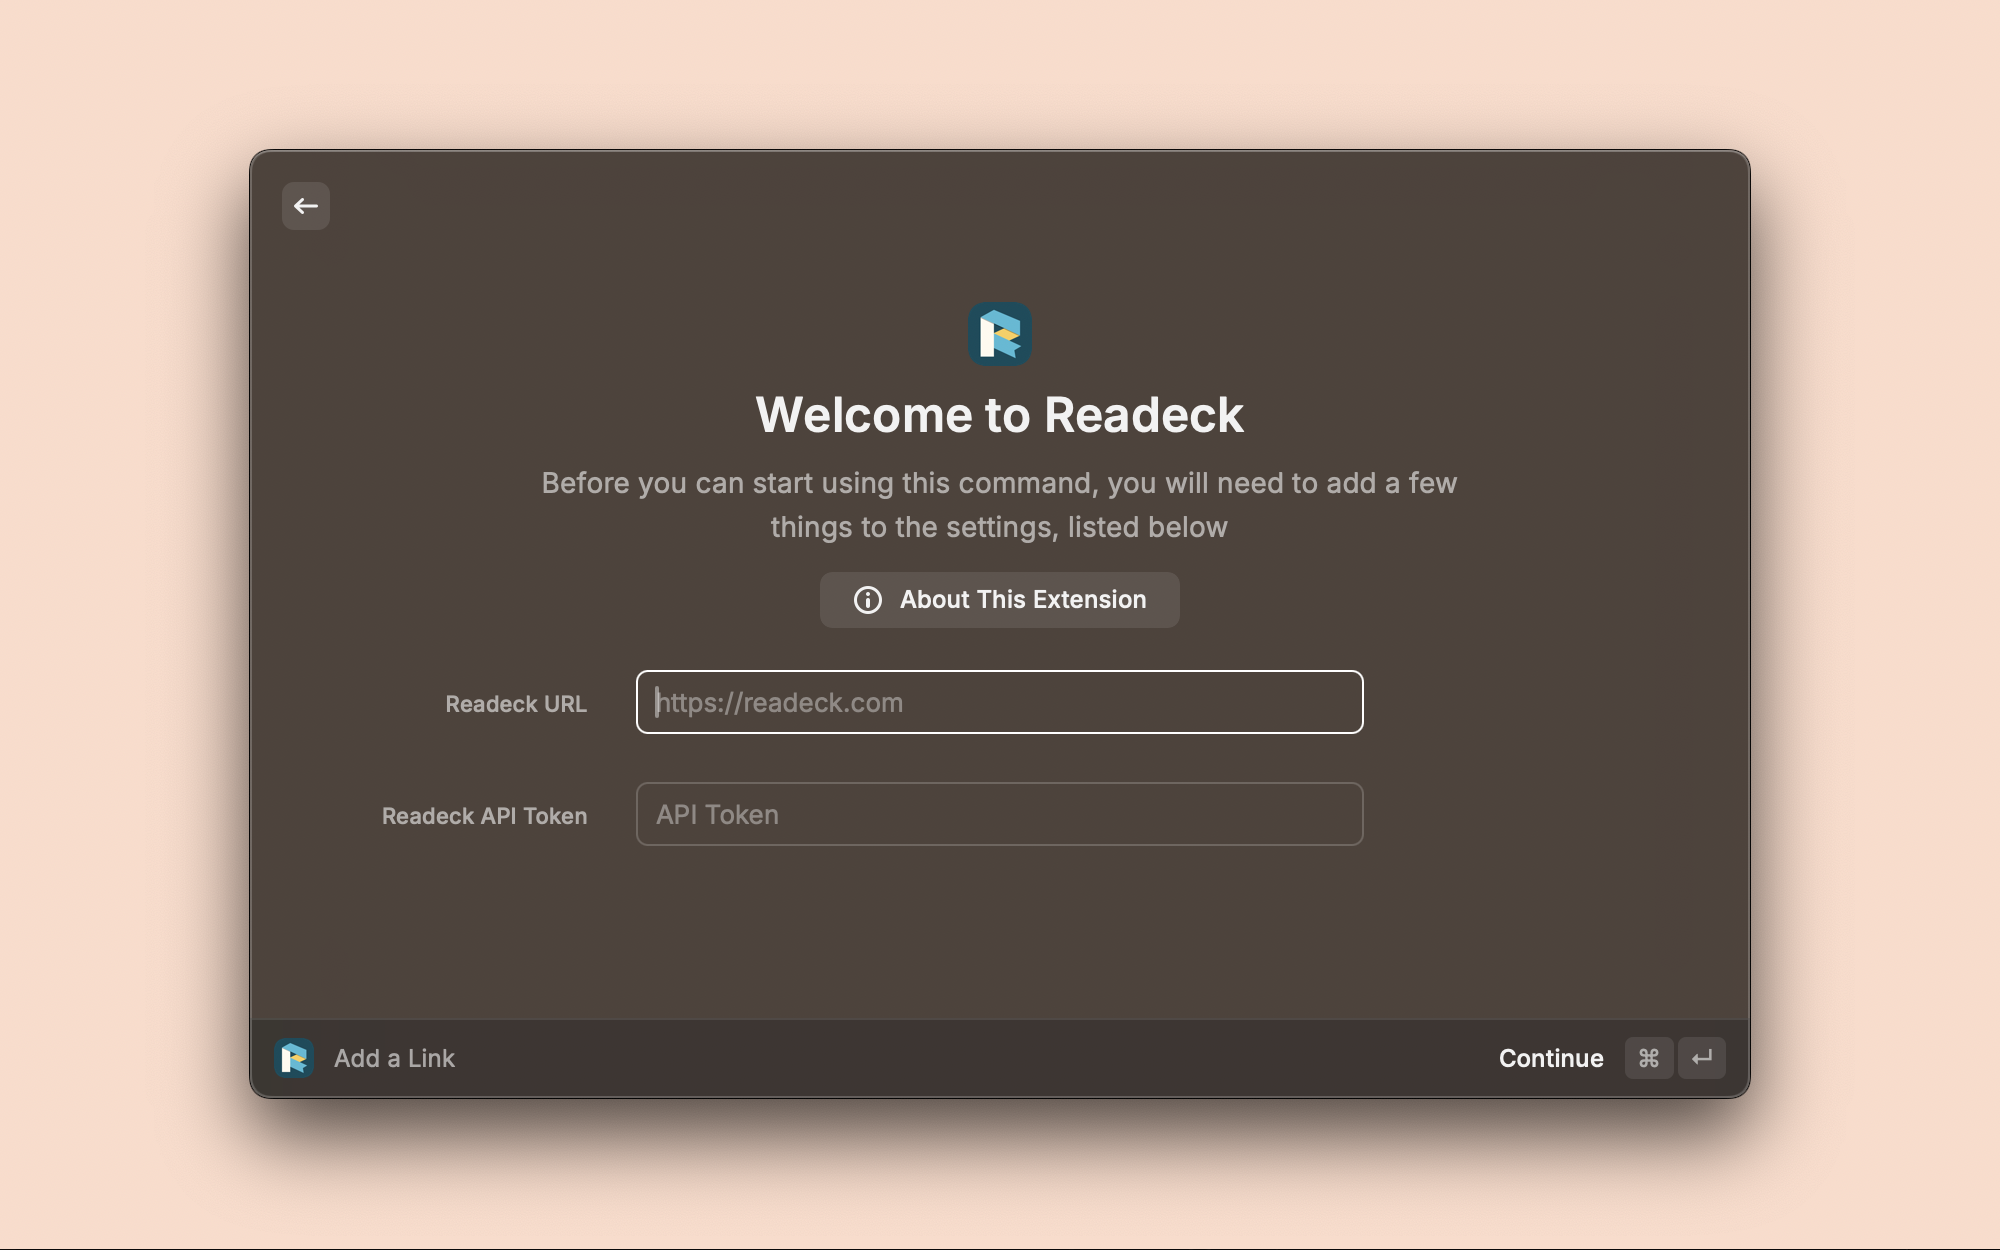 Welcome to Readeck
Before you can start using this command, you will need to add a few
things to the settings, listed below
About This Extension
Readeck URL
https://readeck.com
Readeck API Token
API Token
Add a Link
Continue ⌘ ↵